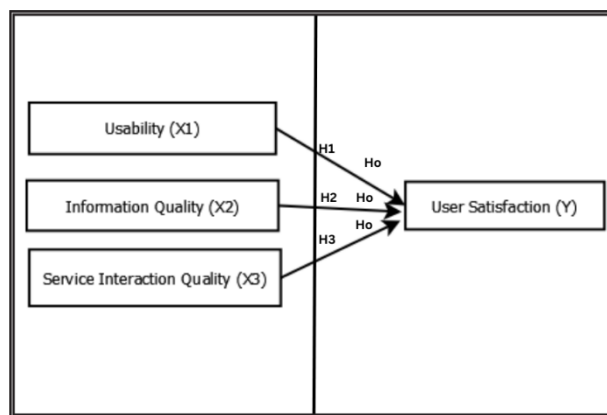 Usability (X1)
H1
Ho
Information Quality (X2)
H2
Ho
User Satisfaction (Y)
Ho
H3
Service Interaction Quality (X3)